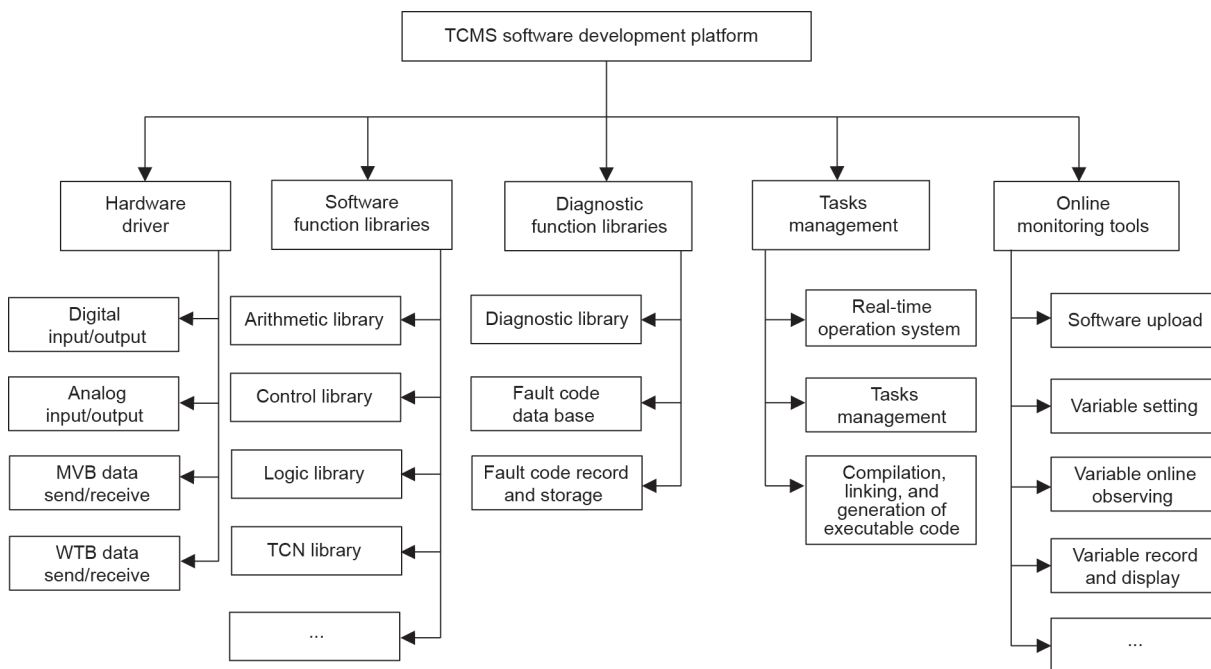 TCMS software development platform
Hardware
driver
Software
function libraries
Diagnostic
function libraries
Tasks
management
Online
monitoring tools
Digital
input/output
Analog
input/output
MVB data
send/receive
WTB data
send/receive
Arithmetic library
Control library
Logic library
TCN library
...
Diagnostic library
Fault code
data base
Fault code record
and storage
Real-time
operation system
Tasks
management
Compilation,
linking, and
generation of
executable code
Software upload
Variable setting
Variable online
observing
Variable record
and display
...